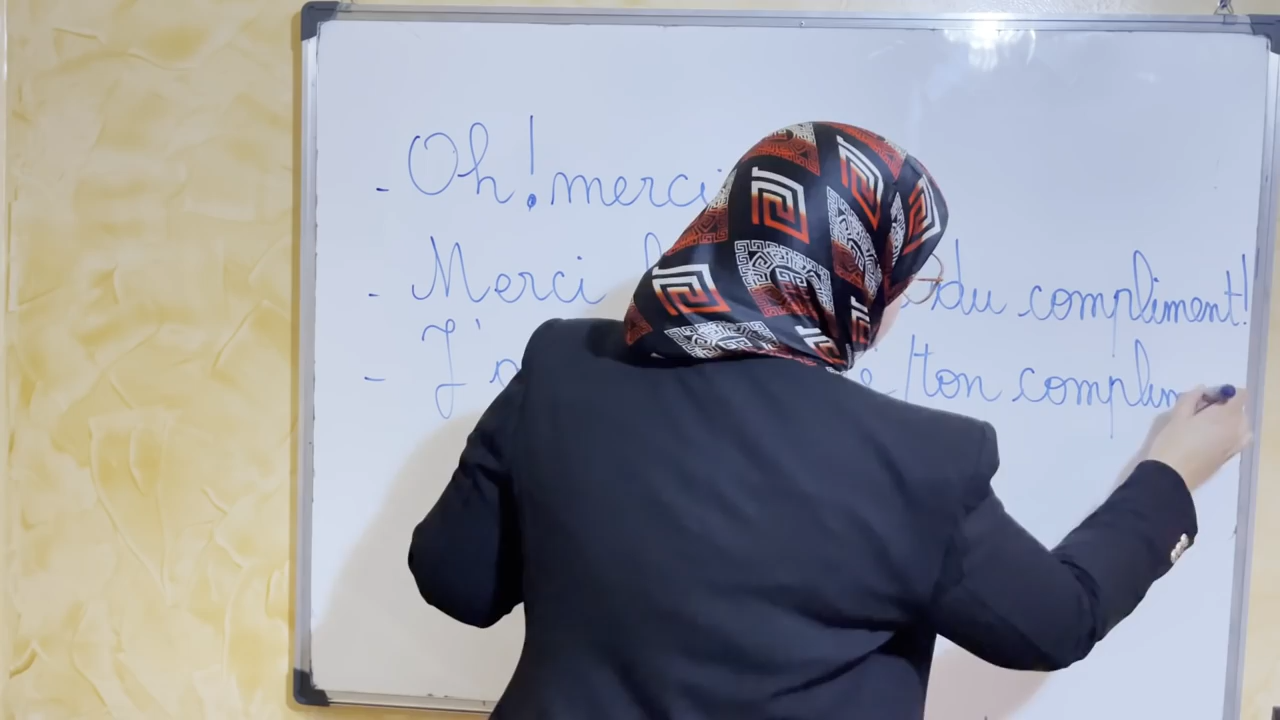 - Oh! merci
- Merci du compliment!
- J' /ton complim